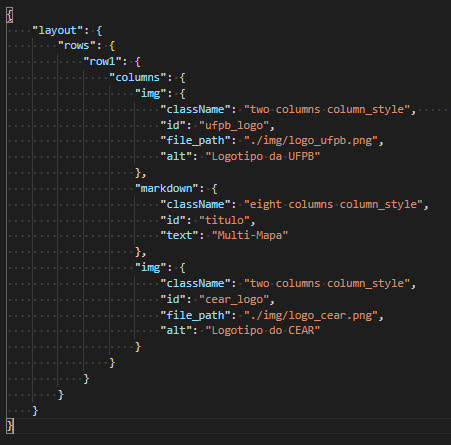 {
    "layout": {
        "rows": {
            "row1": {
                "columns": {
                    "img": {
                        "className": "two columns column_style",
                        "id": "ufpb_logo",
                        "file_path": "./img/logo_ufpb.png",
                        "alt": "Logotipo da UFPB"
                    },
                    "markdown": {
                        "className": "eight columns column_style",
                        "id": "titulo",
                        "text": "Multi-Mapa"
                    },
                    "img": {
                        "className": "two columns column_style",
                        "id": "cear_logo",
                        "file_path": "./img/logo_cear.png",
                        "alt": "Logotipo do CEAR"
                    }
                }
            }
        }
    }
}